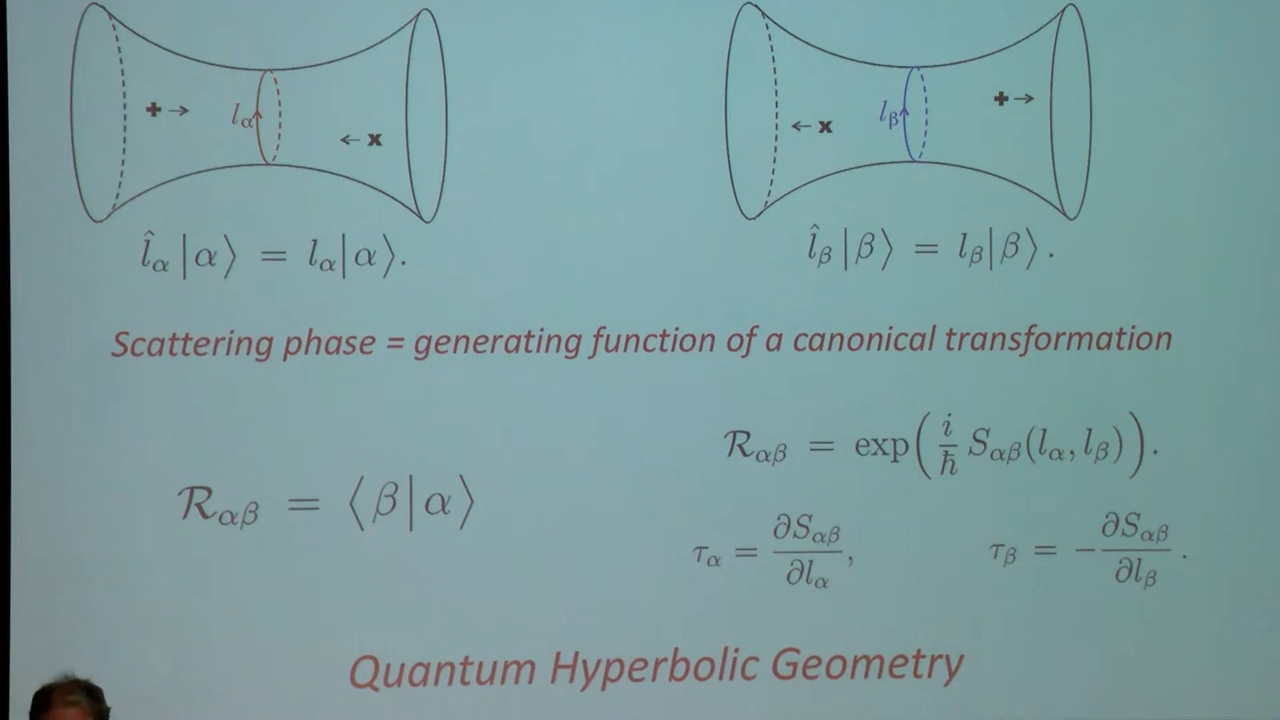 + → l_α ← x
← x l_β + →
l̂_α |α⟩ = l_α|α⟩.
l̂_β |β⟩ = l_β|β⟩.
Scattering phase = generating function of a canonical transformation
R_αβ = exp( i/ħ S_αβ(l_α, l_β) ).
R_αβ = ⟨β|α⟩
τ_α = ∂S_αβ/∂l_α, τ_β = −∂S_αβ/∂l_β.
Quantum Hyperbolic Geometry